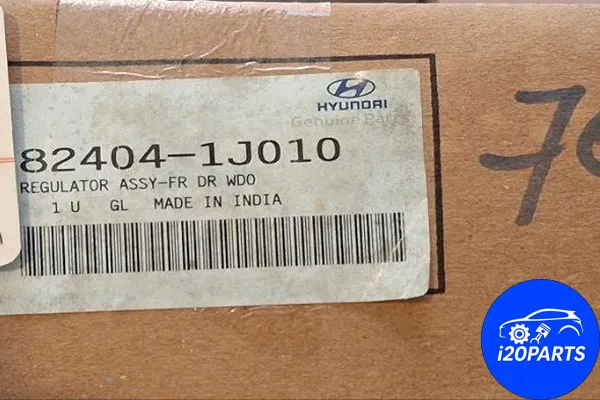 HYUNDAI
Genuine Parts
82404-1J010
REGULATOR ASSY-FR DR WDO
1 U GL MADE IN INDIA
i20PARTS